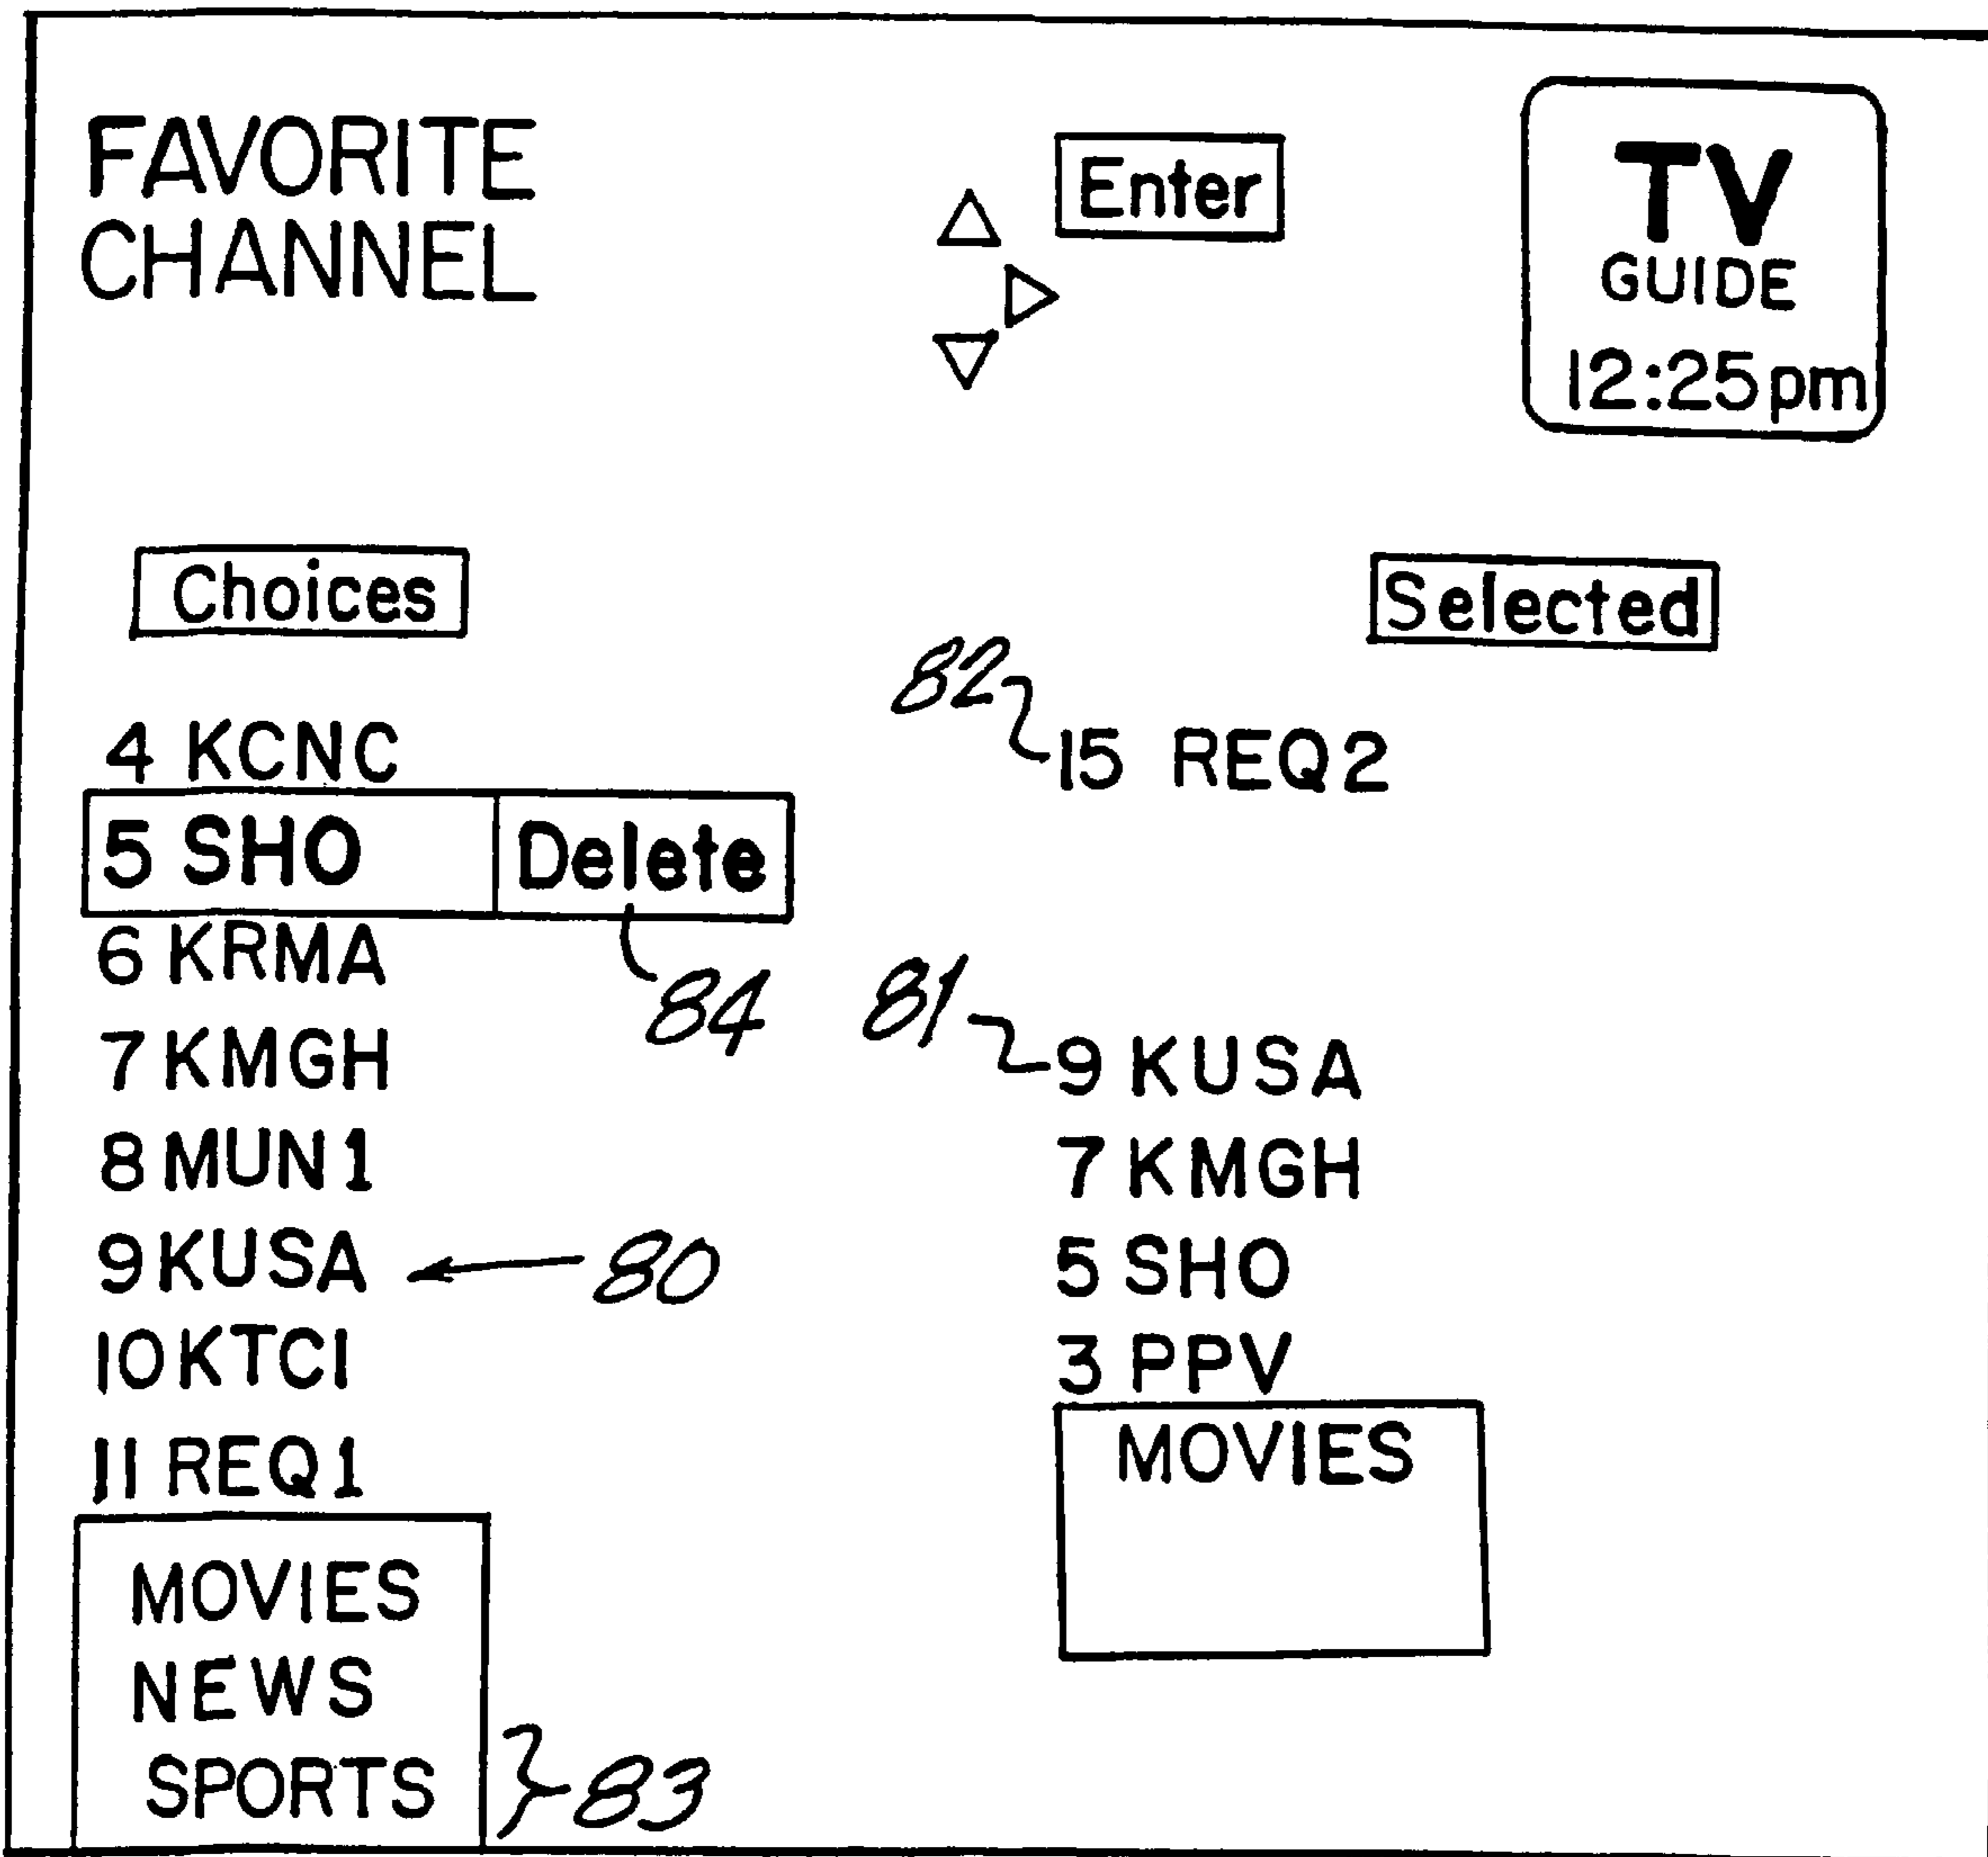 FAVORITE
CHANNEL
Enter
TV
GUIDE
12:25pm
Choices
Selected
82
4 KCNC
15 REQ2
5 SHO Delete
6 KRMA
84
81
7 KMGH
9 KUSA
8 MUN1
7 KMGH
9 KUSA
80
5 SHO
10 KTCI
3 PPV
11 REQ1
MOVIES
MOVIES
NEWS
SPORTS
83